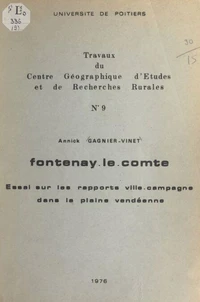 UNIVERSITE DE POITIERS
Travaux
du
Centre Géographique d'Etudes
et de Recherches Rurales
N° 9
Annick GAGNIER-VINET
fontenay.le.comte
Essai sur les rapports ville.campagne
dans la plaine vendéenne
1976